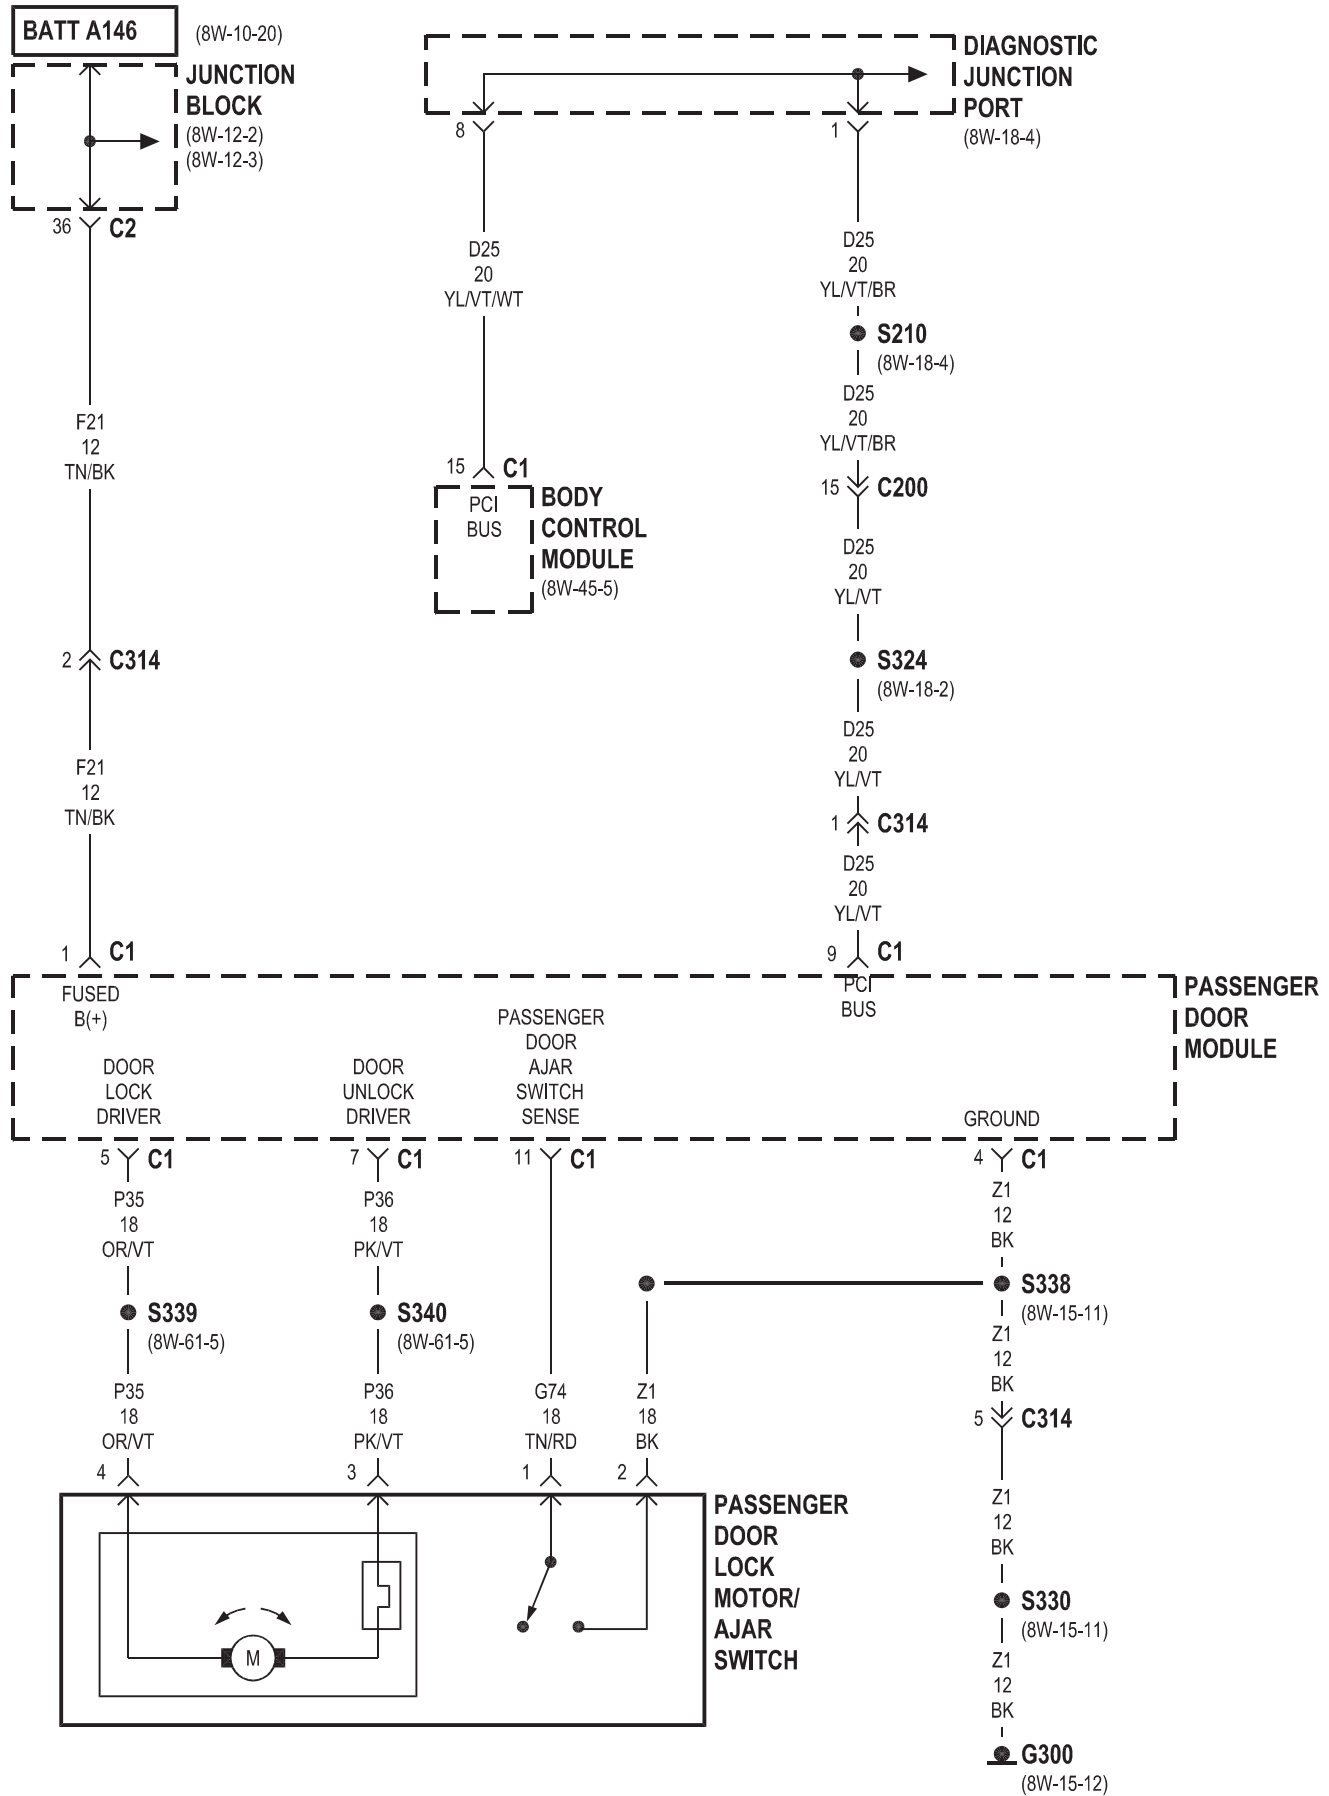 BATT A146
(8W-10-20)
JUNCTION
BLOCK
(8W-12-2)
(8W-12-3)
36
C2
F21
12
TN/BK
2
C314
F21
12
TN/BK
1
C1
DIAGNOSTIC
JUNCTION
PORT
(8W-18-4)
8
D25
20
YL/VT/WT
15
C1
PCI
BUS
BODY
CONTROL
MODULE
(8W-45-5)
1
D25
20
YL/VT/BR
S210
(8W-18-4)
D25
20
YL/VT/BR
15
C200
D25
20
YL/VT
S324
(8W-18-2)
D25
20
YL/VT
1
C314
D25
20
YL/VT
9
C1
FUSED
B(+)
PCI
BUS
PASSENGER
DOOR
MODULE
DOOR
LOCK
DRIVER
DOOR
UNLOCK
DRIVER
PASSENGER
DOOR
AJAR
SWITCH
SENSE
GROUND
5
C1
P35
18
OR/VT
S339
(8W-61-5)
P35
18
OR/VT
4
7
C1
P36
18
PK/VT
S340
(8W-61-5)
P36
18
PK/VT
3
11
C1
G74
18
TN/RD
1
Z1
18
BK
2
4
C1
Z1
12
BK
S338
(8W-15-11)
Z1
12
BK
5
C314
Z1
12
BK
S330
(8W-15-11)
Z1
12
BK
G300
(8W-15-12)
M
PASSENGER
DOOR
LOCK
MOTOR/
AJAR
SWITCH